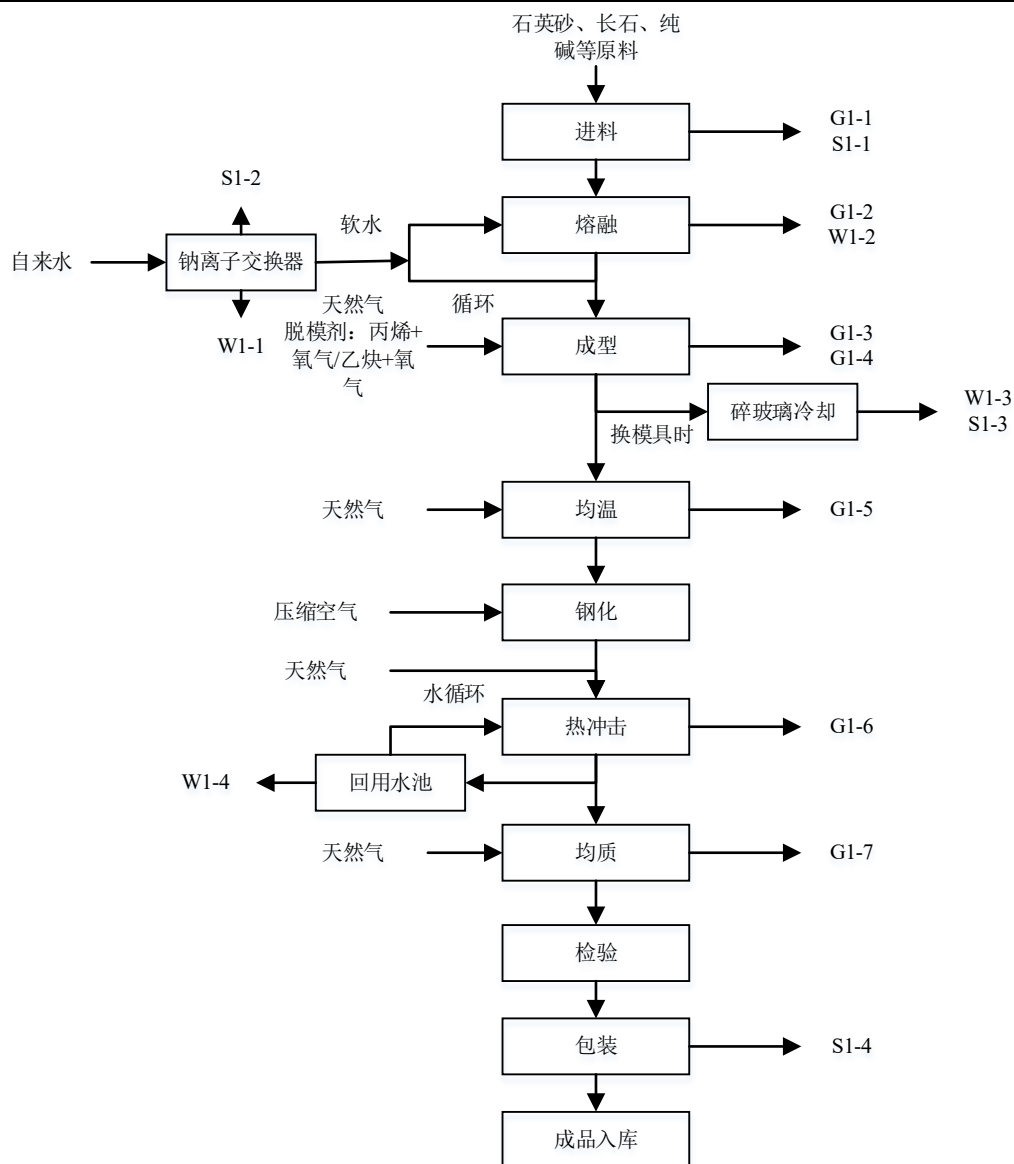 石英砂、长石、纯
碱等原料
进料
G1-1
S1-1
S1-2
软水
熔融
G1-2
W1-2
自来水
钠离子交换器
循环
W1-1
天然气
脱模剂：丙烯+
氧气/乙炔+氧
气
成型
G1-3
G1-4
换模具时
碎玻璃冷却
W1-3
S1-3
天然气
均温
G1-5
压缩空气
钢化
天然气
水循环
热冲击
G1-6
W1-4
回用水池
天然气
均质
G1-7
检验
包装
S1-4
成品入库